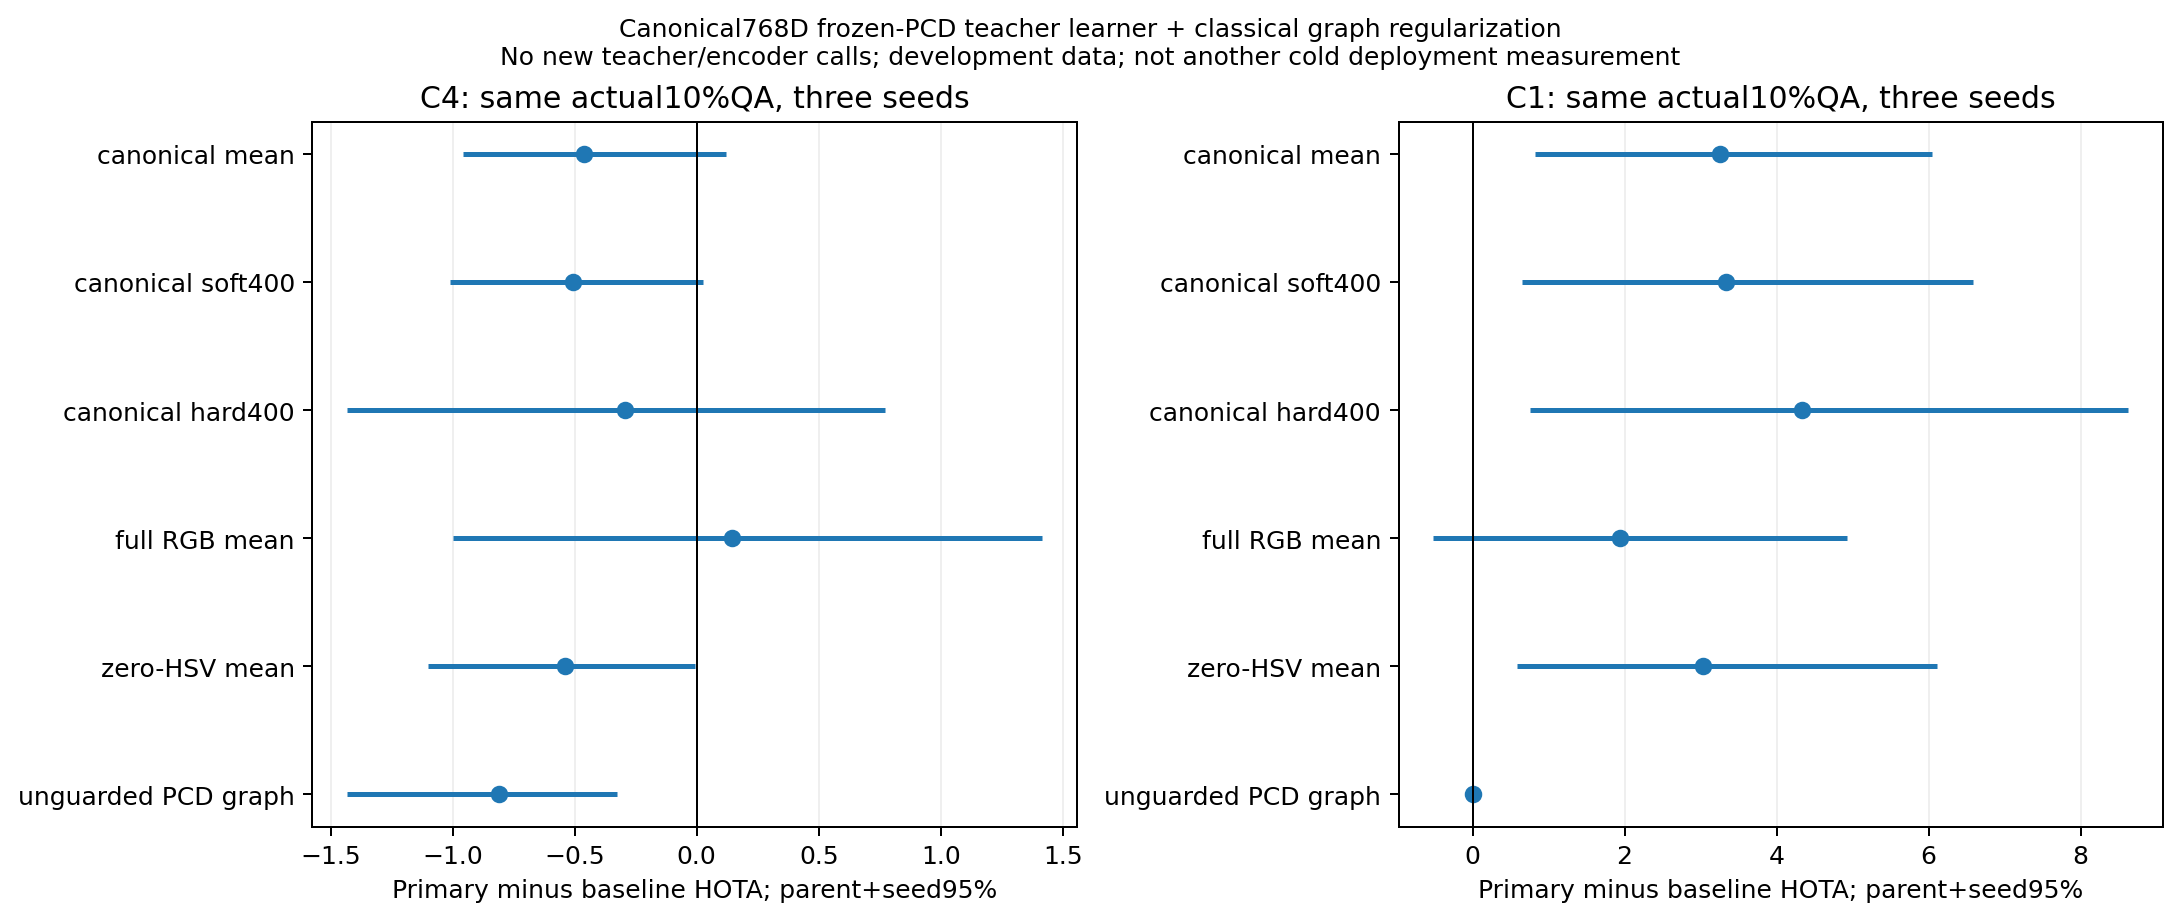 Canonical768D frozen-PCD teacher learner + classical graph regularization
No new teacher/encoder calls; development data; not another cold deployment measurement
C4: same actual10%QA, three seeds
canonical mean
canonical soft400
canonical hard400
full RGB mean
zero-HSV mean
unguarded PCD graph
−1.5 −1.0 −0.5 0.0 0.5 1.0 1.5
Primary minus baseline HOTA; parent+seed95%
C1: same actual10%QA, three seeds
canonical mean
canonical soft400
canonical hard400
full RGB mean
zero-HSV mean
unguarded PCD graph
0 2 4 6 8
Primary minus baseline HOTA; parent+seed95%